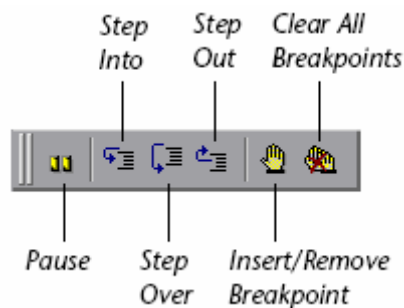 Step
Into
Step
Out
Clear All
Breakpoints
Pause
Step
Over
Insert/Remove
Breakpoint